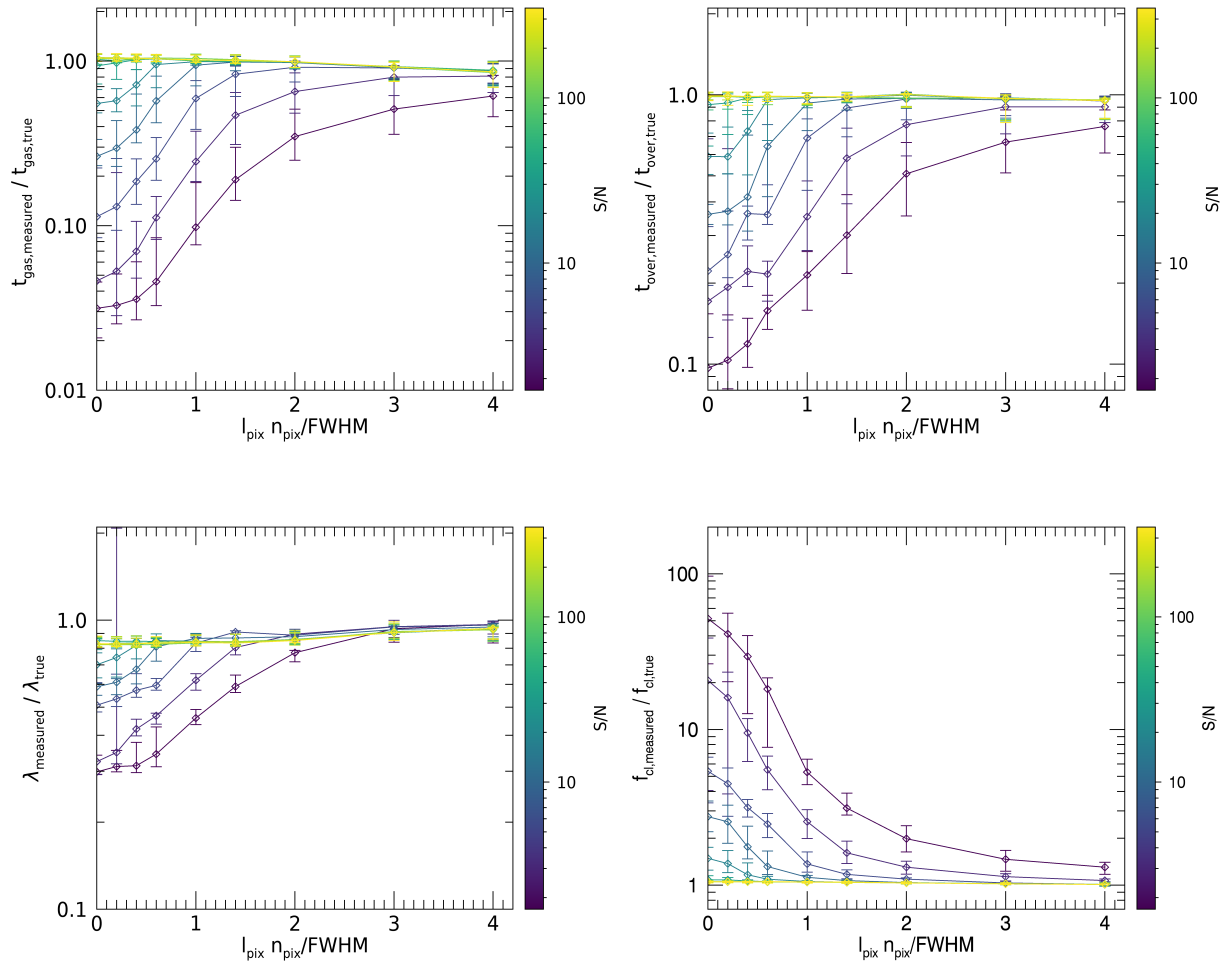 1.00
0.10
0.01
t_gas,measured / t_gas,true
0 1 2 3 4
l_pix n_pix/FWHM
100
10
S/N
1.0
0.1
t_over,measured / t_over,true
0 1 2 3 4
l_pix n_pix/FWHM
100
10
S/N
1.0
0.1
λ_measured / λ_true
0 1 2 3 4
l_pix n_pix/FWHM
100
10
S/N
100
10
1
f_cl,measured / f_cl,true
0 1 2 3 4
l_pix n_pix/FWHM
100
10
S/N